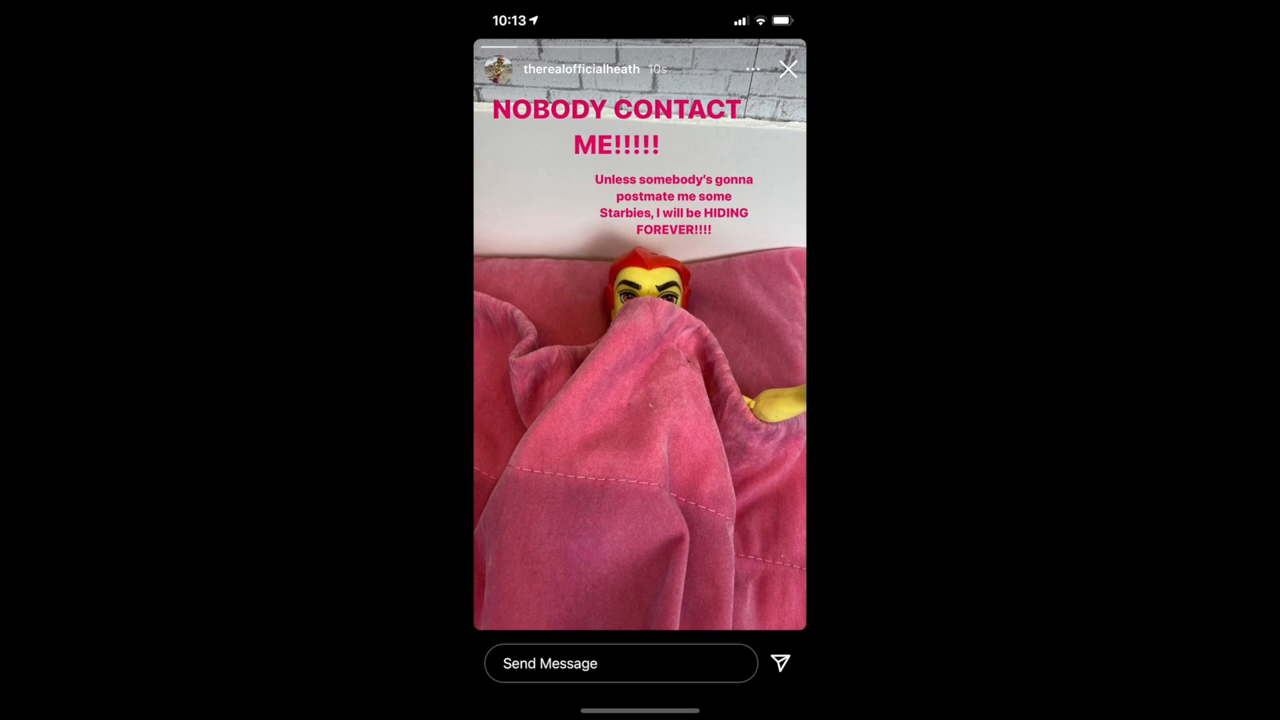 10:13
therealofficialheath 10s
NOBODY CONTACT
ME!!!!!
Unless somebody's gonna
postmate me some
Starbies, I will be HIDING
FOREVER!!!!
Send Message